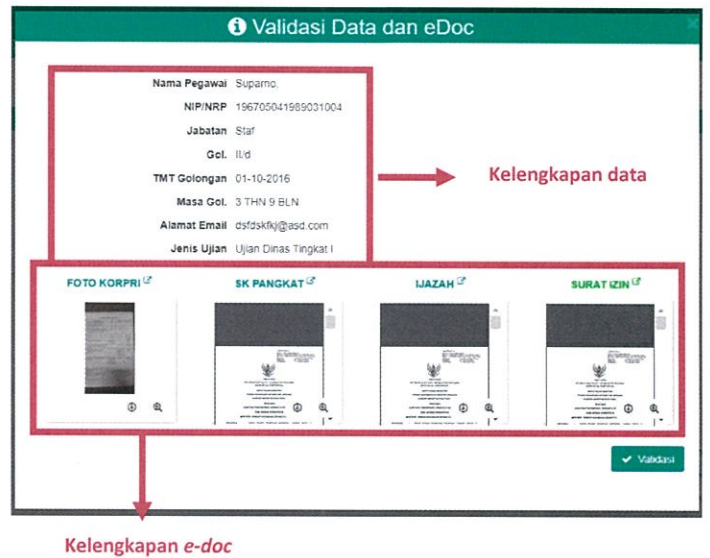 Validasi Data dan eDoc
Nama Pegawai Suparno,
NIP/NRP 196705041989031004
Jabatan Staf
Gol. II/d
TMT Golongan 01-10-2016
Masa Gol. 3 THN 9 BLN
Alamat Email dsfdskfkj@asd.com
Jenis Ujian Ujian Dinas Tingkat I
Kelengkapan data
FOTO KORPRI SK PANGKAT IJAZAH SURAT IZIN
Validasi
Kelengkapan e-doc